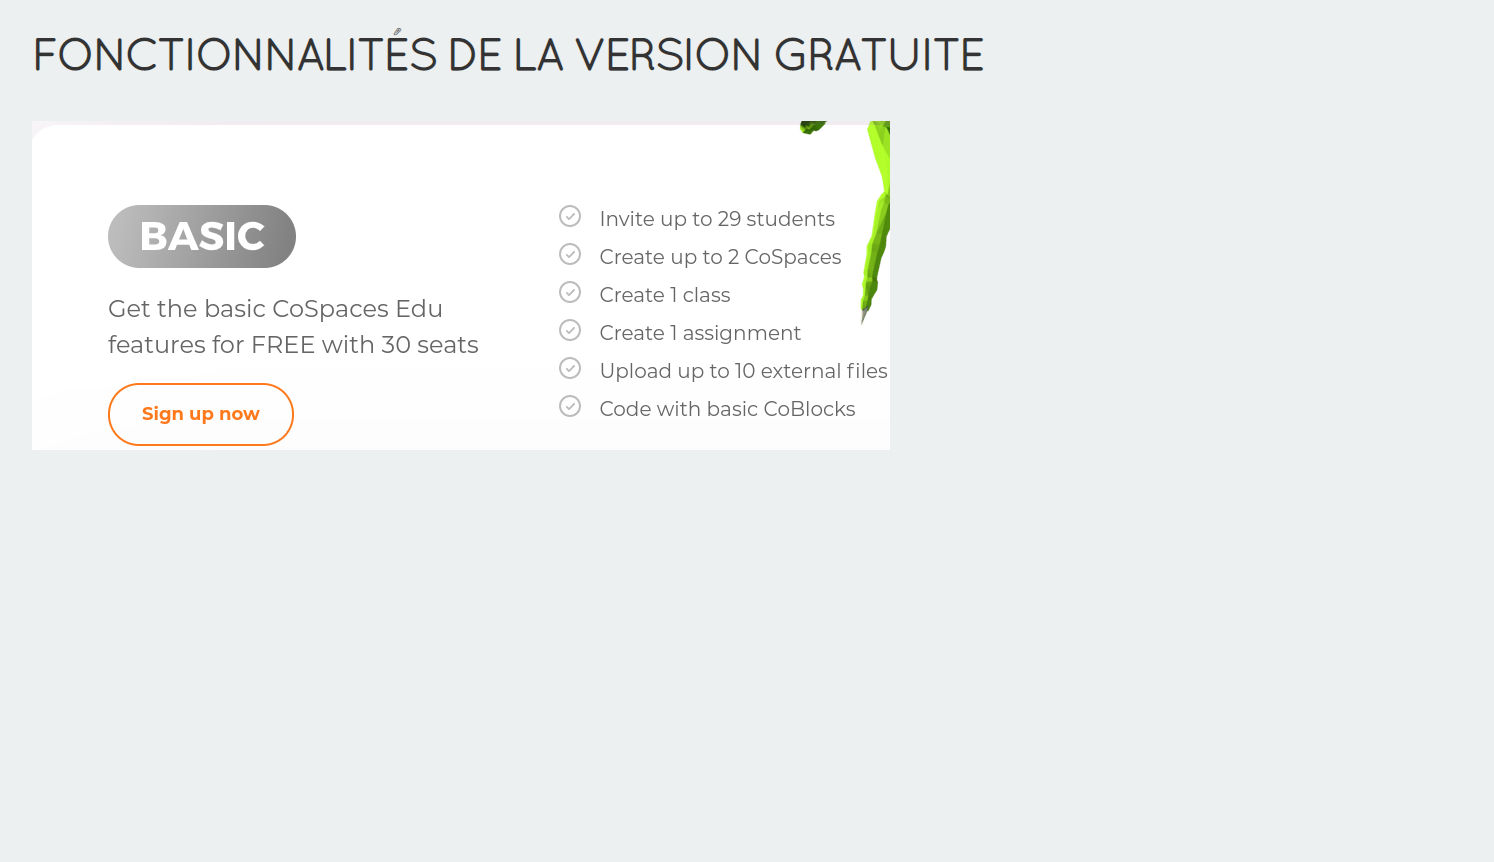 FONCTIONNALITÉS DE LA VERSION GRATUITE
BASIC
Get the basic CoSpaces Edu
features for FREE with 30 seats
Sign up now
Invite up to 29 students
Create up to 2 CoSpaces
Create 1 class
Create 1 assignment
Upload up to 10 external files
Code with basic CoBlocks